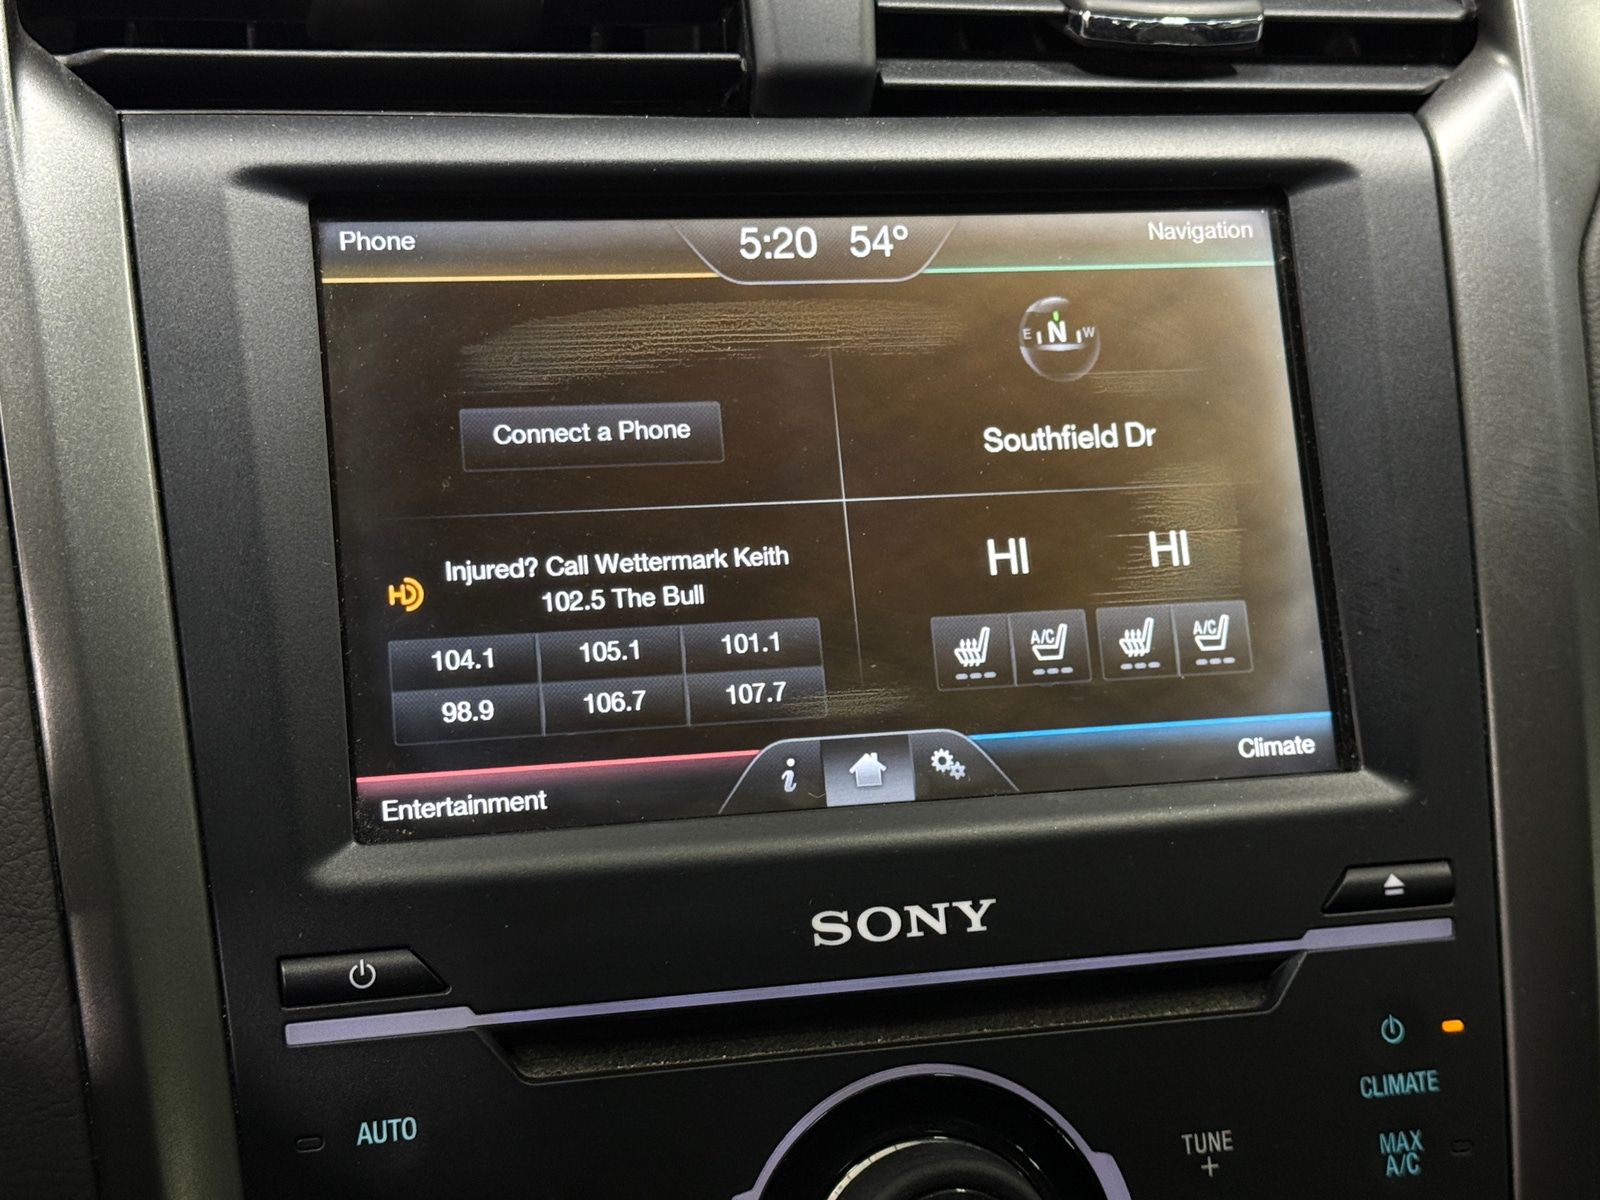 Phone
5:20 54°
Navigation
E N W
Connect a Phone
Southfield Dr
Injured? Call Wettermark Keith
102.5 The Bull
HD
104.1 105.1 101.1
98.9 106.7 107.7
HI HI
A/C A/C
i
Entertainment
Climate
SONY
CLIMATE
AUTO
TUNE
+
MAX
A/C